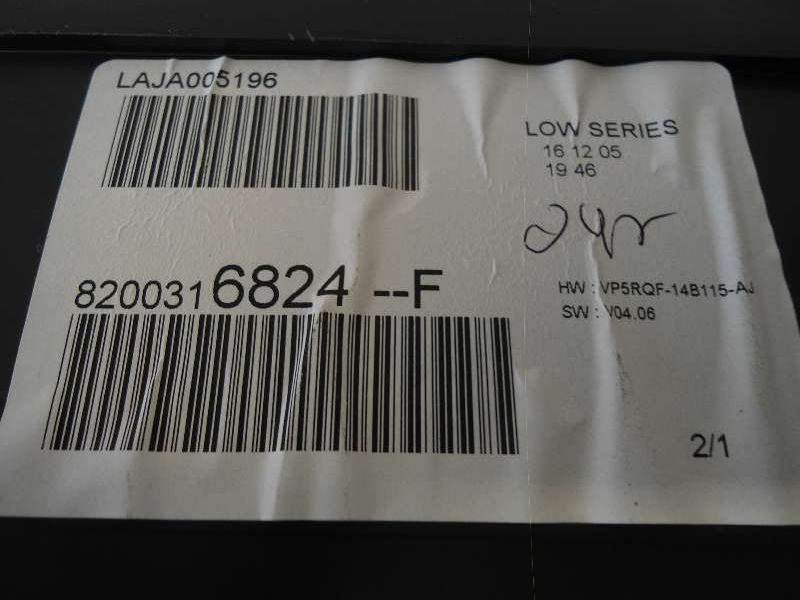 LAJA005196
LOW SERIES
16 12 05
19 46
8200316824 --F
HW : VP5RQF-14B115-AJ
SW : V04.06
2/1